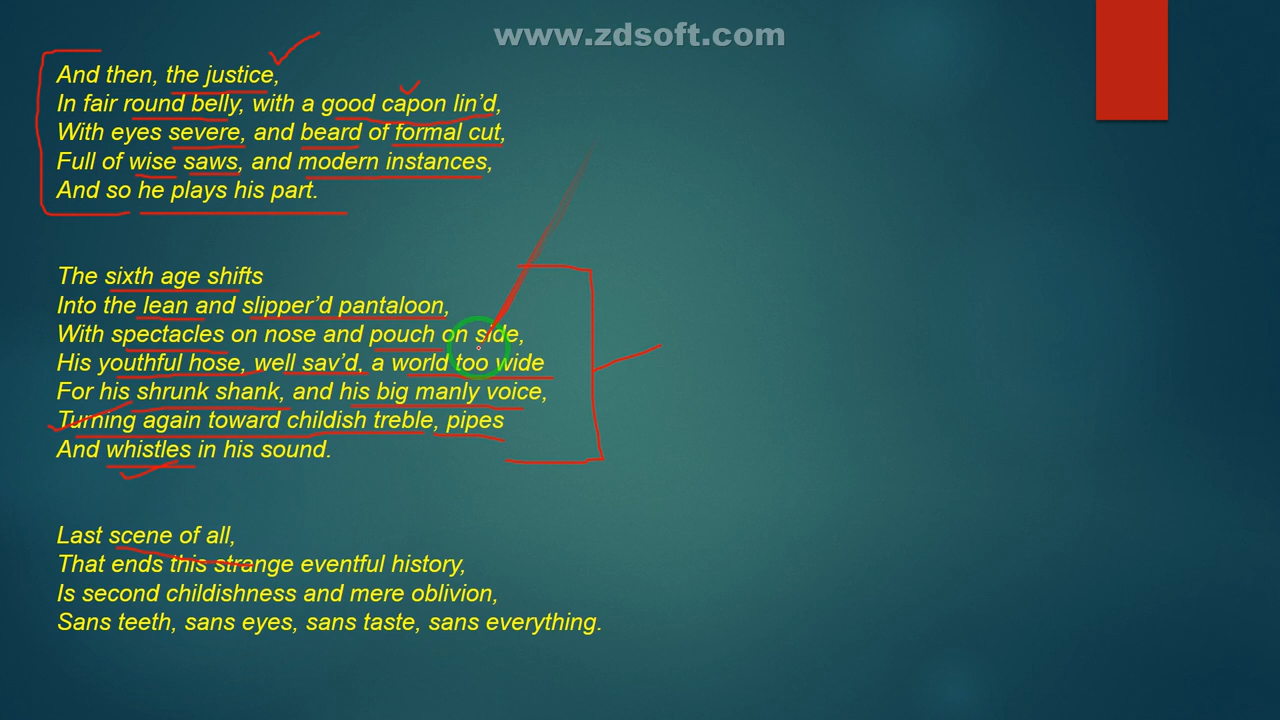 www.zdsoft.com
And then, the justice,
In fair round belly, with a good capon lin’d,
With eyes severe, and beard of formal cut,
Full of wise saws, and modern instances,
And so he plays his part.
The sixth age shifts
Into the lean and slipper’d pantaloon,
With spectacles on nose and pouch on side,
His youthful hose, well sav’d, a world too wide
For his shrunk shank, and his big manly voice,
Turning again toward childish treble, pipes
And whistles in his sound.
Last scene of all,
That ends this strange eventful history,
Is second childishness and mere oblivion,
Sans teeth, sans eyes, sans taste, sans everything.